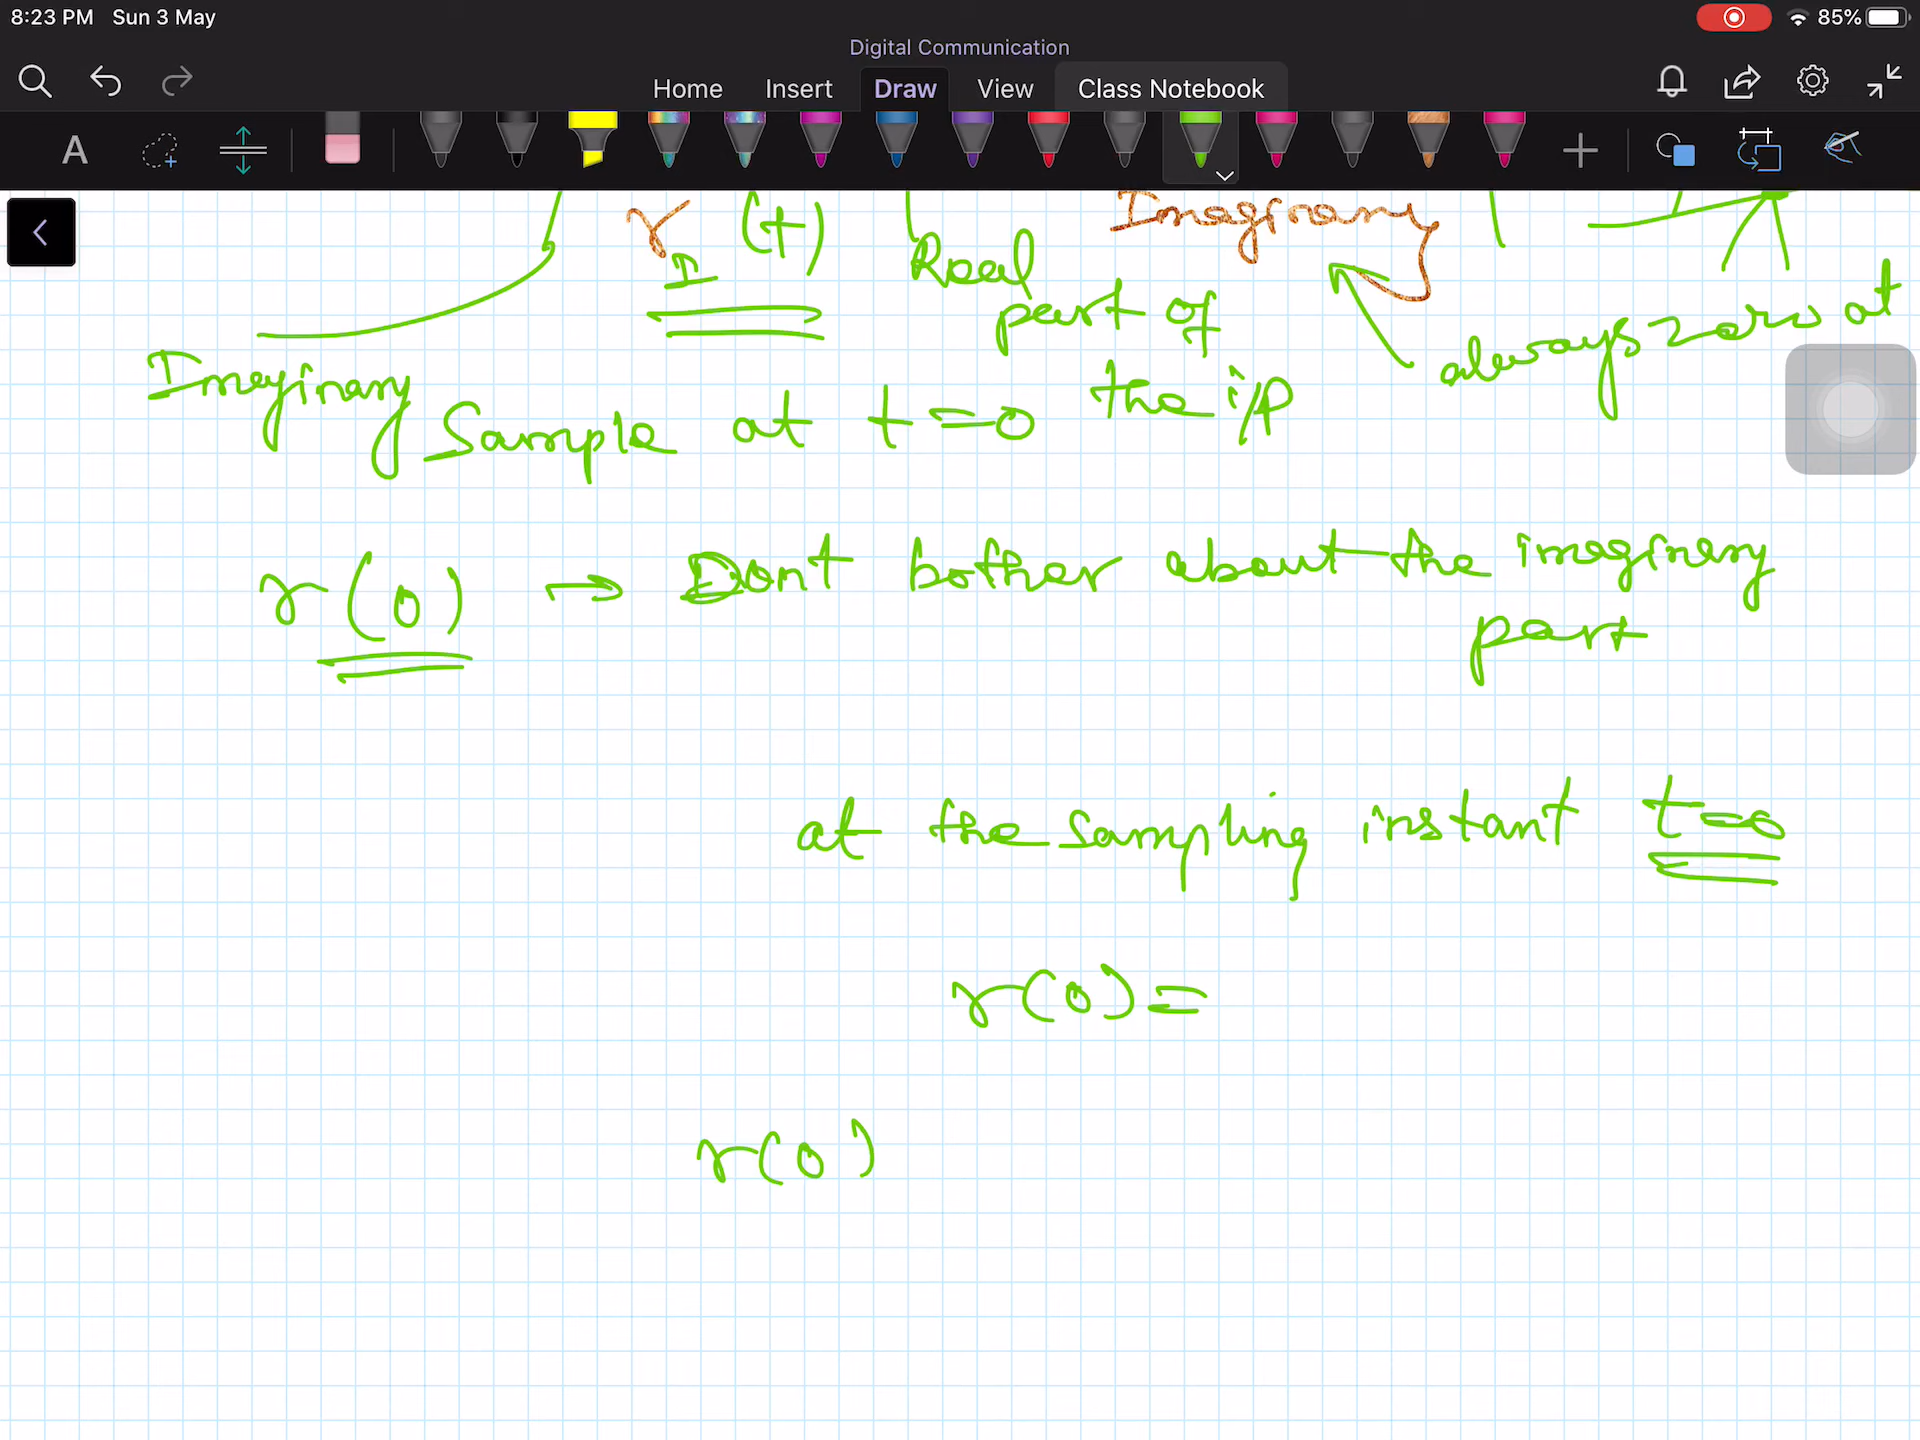 8:23 PM Sun 3 May 85%
Digital Communication
Home Insert Draw View Class Notebook
A
r_I(t) Real Imaginary
part of
always zero at
Imaginary
Sample at t=0 the i/p
r(0) → Dont bother about the imaginary
part
at the sampling instant t=0
r(0)=
r(0)